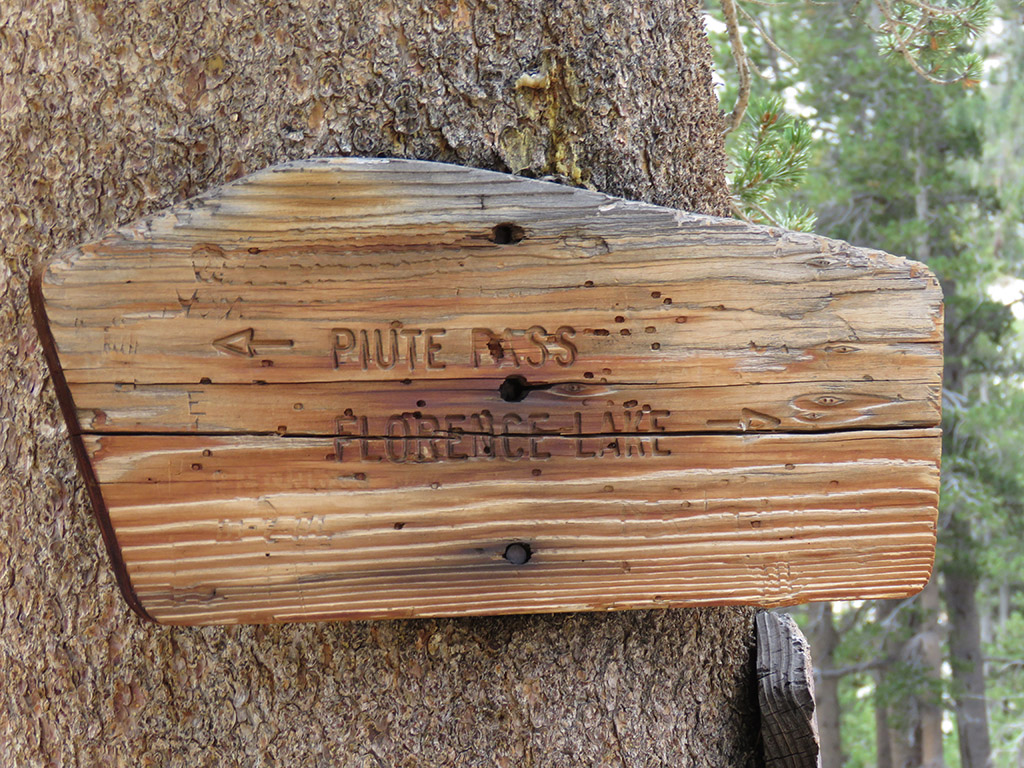 ← PIUTE PASS
FLORENCE LAKE →